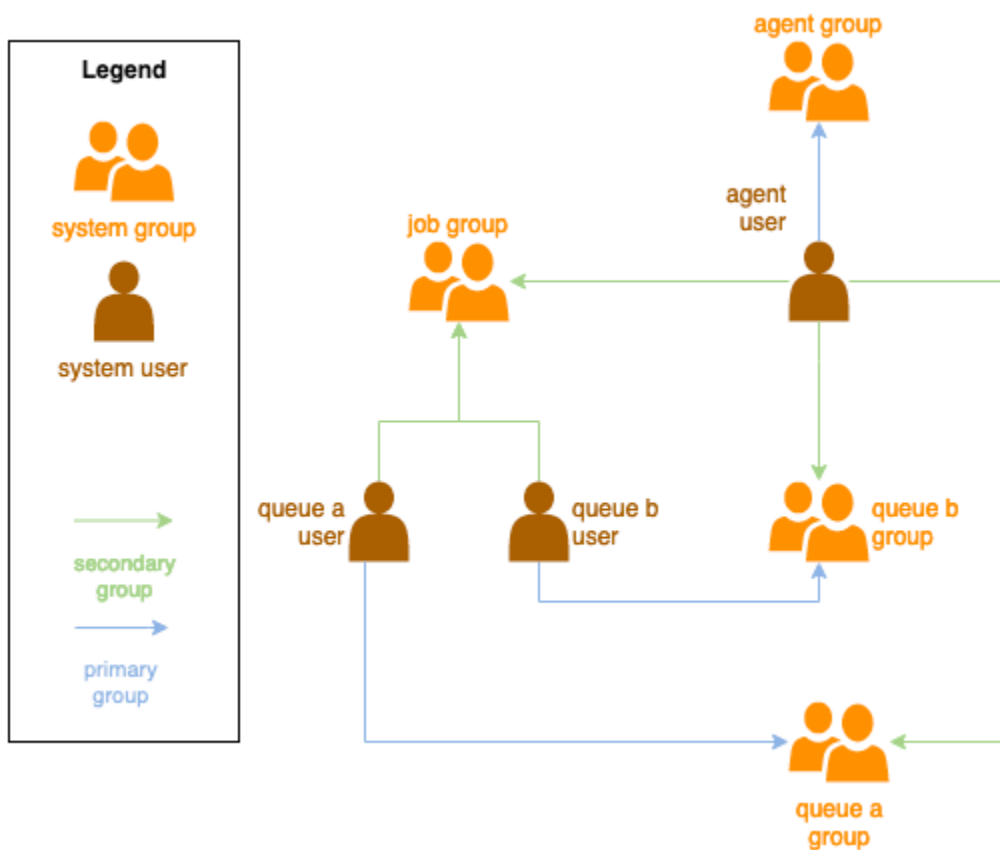 Legend
system group
system user
secondary
group
primary
group
agent group
agent
user
job group
queue a
user
queue b
user
queue b
group
queue a
group